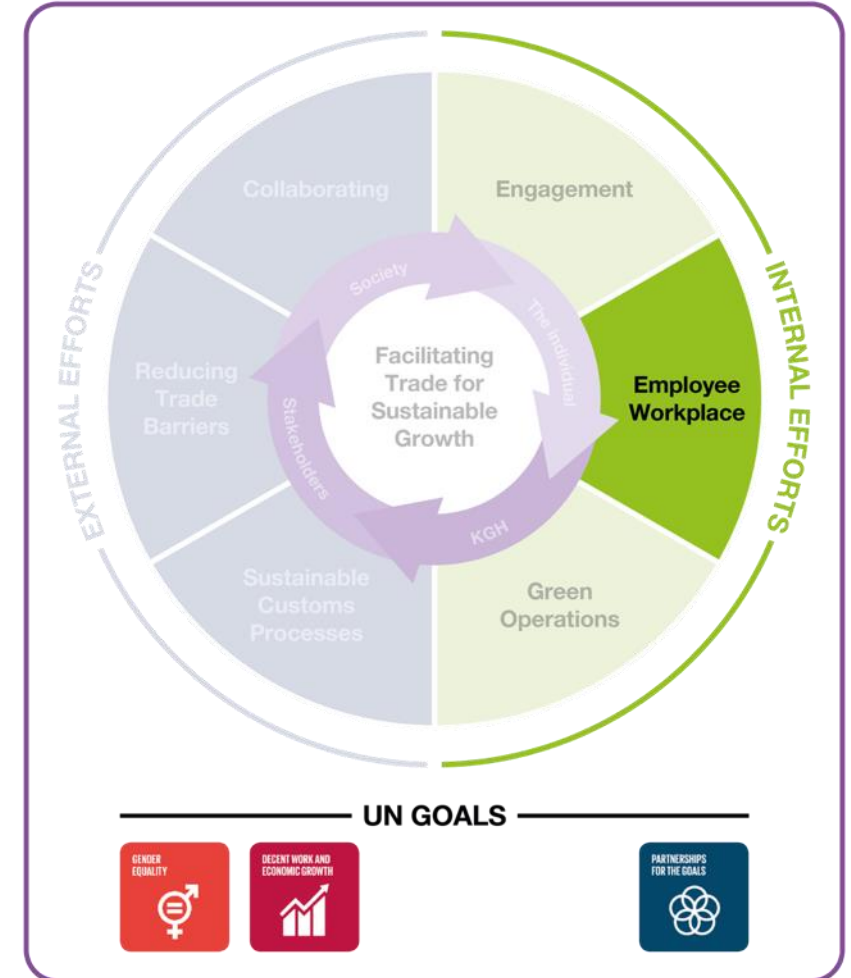 EXTERNAL EFFORTS
INTERNAL EFFORTS
Collaborating
Engagement
Society
The individual
Reducing
Trade
Barriers
Facilitating
Trade for
Sustainable
Growth
Employee
Workplace
Stakeholders
KGH
Sustainable
Customs
Processes
Green
Operations
UN GOALS
GENDER
EQUALITY
DECENT WORK AND
ECONOMIC GROWTH
PARTNERSHIPS
FOR THE GOALS